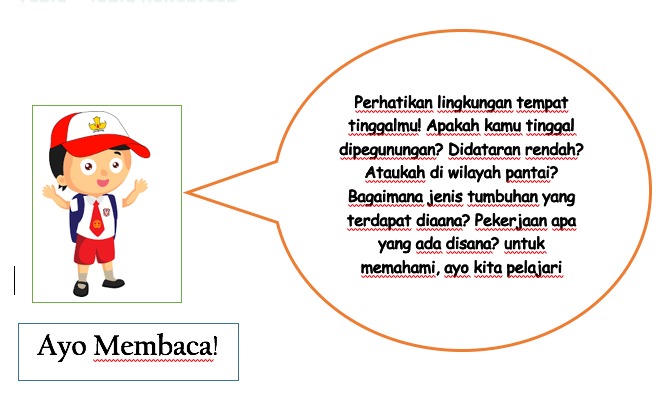 Perhatikan lingkungan tempat
tinggalmu! Apakah kamu tinggal
dipegunungan? Didataran rendah?
Ataukah di wilayah pantai?
Bagaimana jenis tumbuhan yang
terdapat diaana? Pekerjaan apa
yang ada disana? untuk
memahami, ayo kita pelajari
Ayo Membaca!